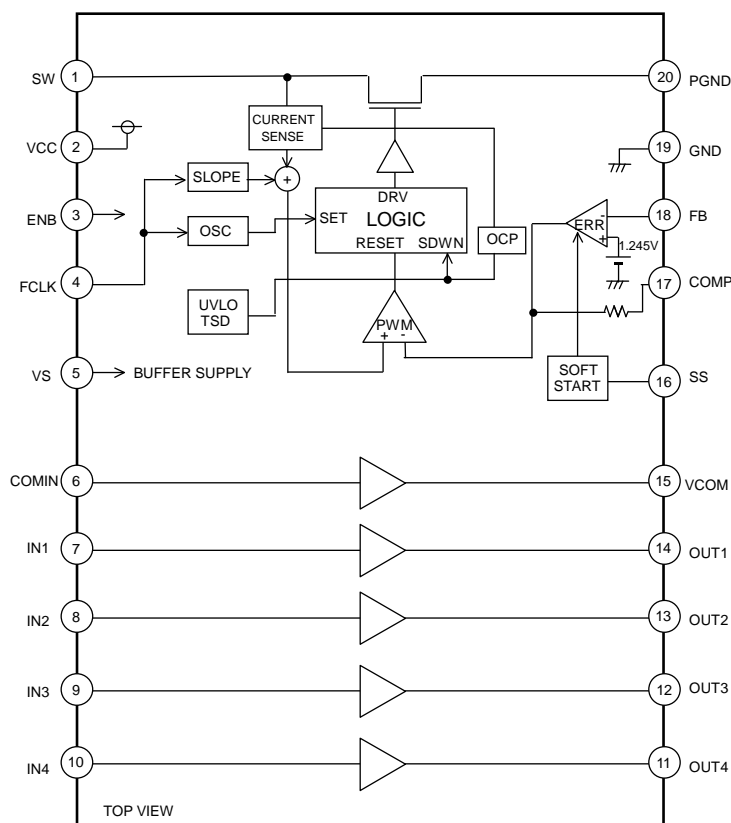 SW 1
20 PGND
CURRENT
SENSE
VCC 2
19 GND
SLOPE
+
DRV
ENB 3
SET LOGIC
OSC
RESET SDWN
OCP
ERR
-
+
18 FB
1.245V
FCLK 4
17 COMP
UVLO
TSD
PWM
+ -
VS 5
BUFFER SUPPLY
SOFT
START
16 SS
COMIN 6
15 VCOM
IN1 7
14 OUT1
IN2 8
13 OUT2
IN3 9
12 OUT3
IN4 10
11 OUT4
TOP VIEW